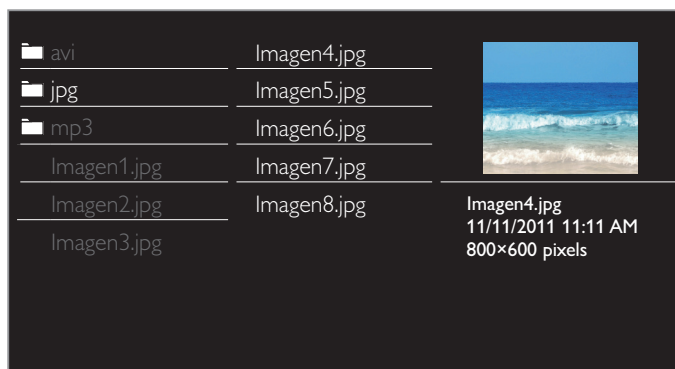 avi
jpg
mp3
Imagen1.jpg
Imagen2.jpg
Imagen3.jpg
Imagen4.jpg
Imagen5.jpg
Imagen6.jpg
Imagen7.jpg
Imagen8.jpg
Imagen4.jpg
11/11/2011 11:11 AM
800×600 pixels